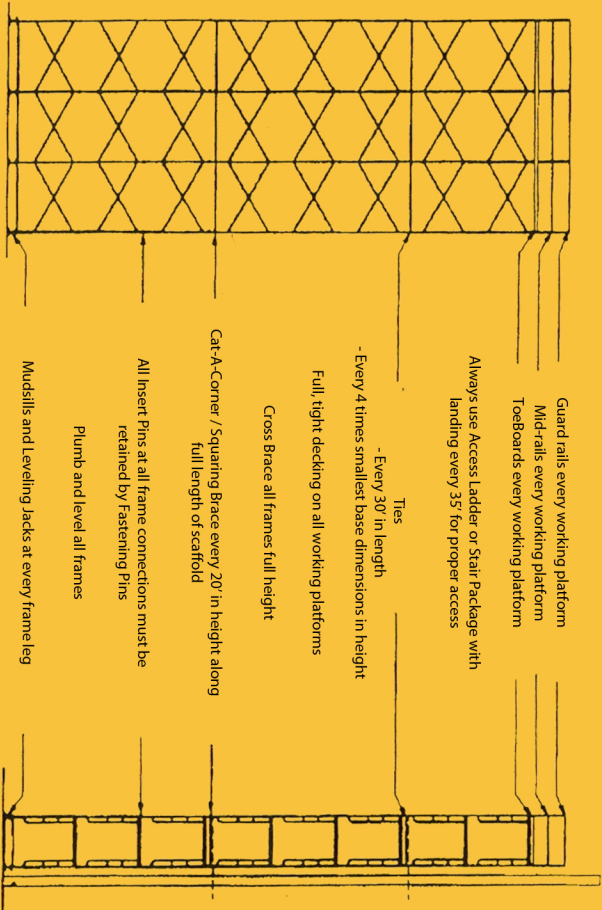 Guard rails every working platform
Mid-rails every working platform
ToeBoards every working platform
Always use Access Ladder or Stair Package with
landing every 35' for proper access
Ties
- Every 30' in length
- Every 4 times smallest base dimensions in height
Full, tight decking on all working platforms
Cross Brace all frames full height
Cat-A-Corner / Squaring Brace every 20' in height along
full length of scaffold
All Insert Pins at all frame connections must be
retained by Fastening Pins
Plumb and level all frames
Mudsills and Leveling Jacks at every frame leg